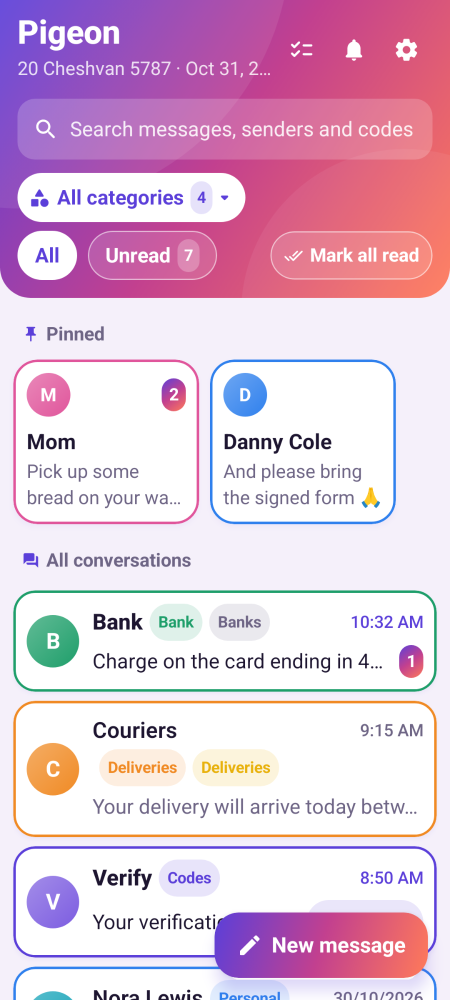 Pigeon
20 Cheshvan 5787 · Oct 31, 2…
Search messages, senders and codes
All categories 4
All Unread 7 Mark all read
Pinned
M 2
Mom
Pick up some
bread on your wa…
D
Danny Cole
And please bring
the signed form 🙏
All conversations
B Bank Bank Banks 10:32 AM
Charge on the card ending in 4… 1
Couriers 9:15 AM
C Deliveries Deliveries
Your delivery will arrive today betw…
V Verify Codes 8:50 AM
Your
New message
Nora Lewis Personal 30/10/2026